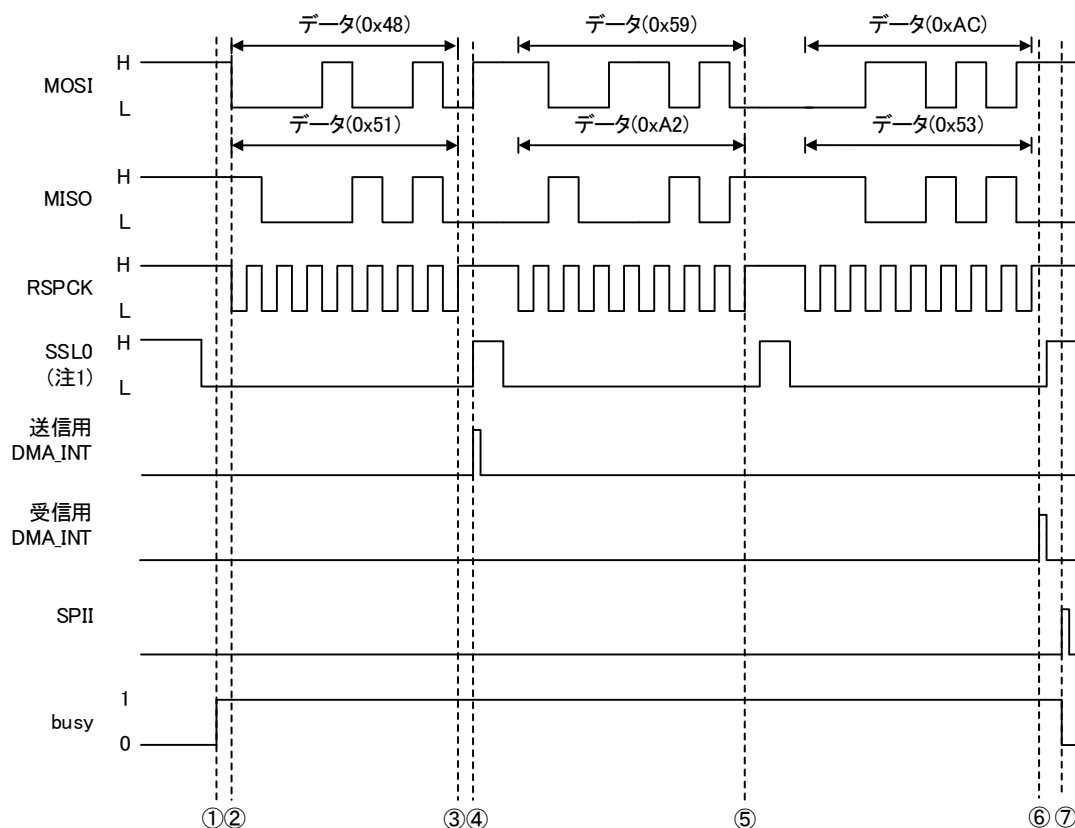 データ(0x48) データ(0x59) データ(0xAC)
H
MOSI
L
データ(0x51) データ(0xA2) データ(0x53)
H
MISO
L
H
RSPCK
L
H
SSL0
(注1)
L
送信用
DMA_INT
受信用
DMA_INT
SPII
1
busy
0
①② ③④ ⑤ ⑥ ⑦